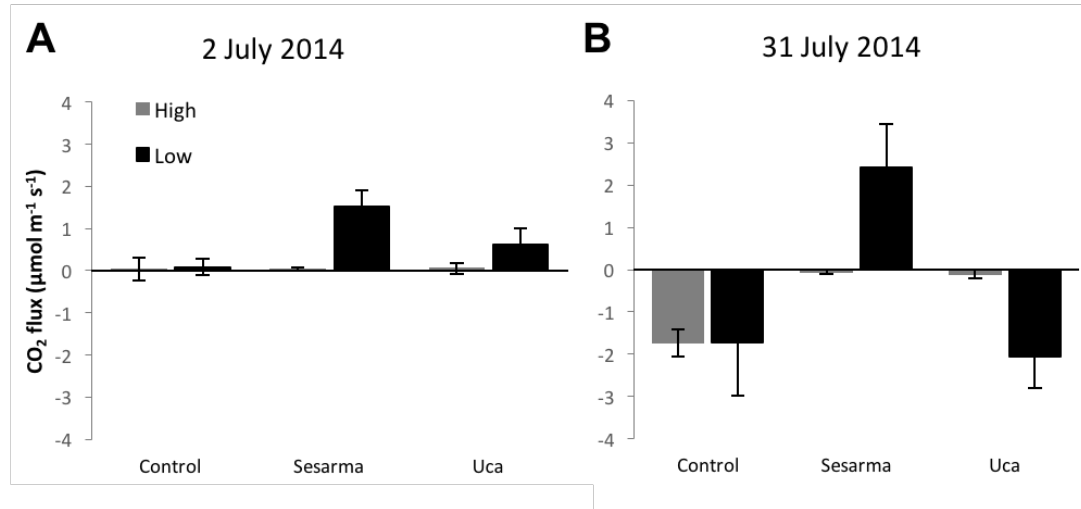 A
2 July 2014
High
Low
4
3
2
1
0
-1
-2
-3
-4
CO₂ flux (µmol m⁻¹ s⁻¹)
Control Sesarma Uca
B
31 July 2014
4
3
2
1
0
-1
-2
-3
-4
Control Sesarma Uca